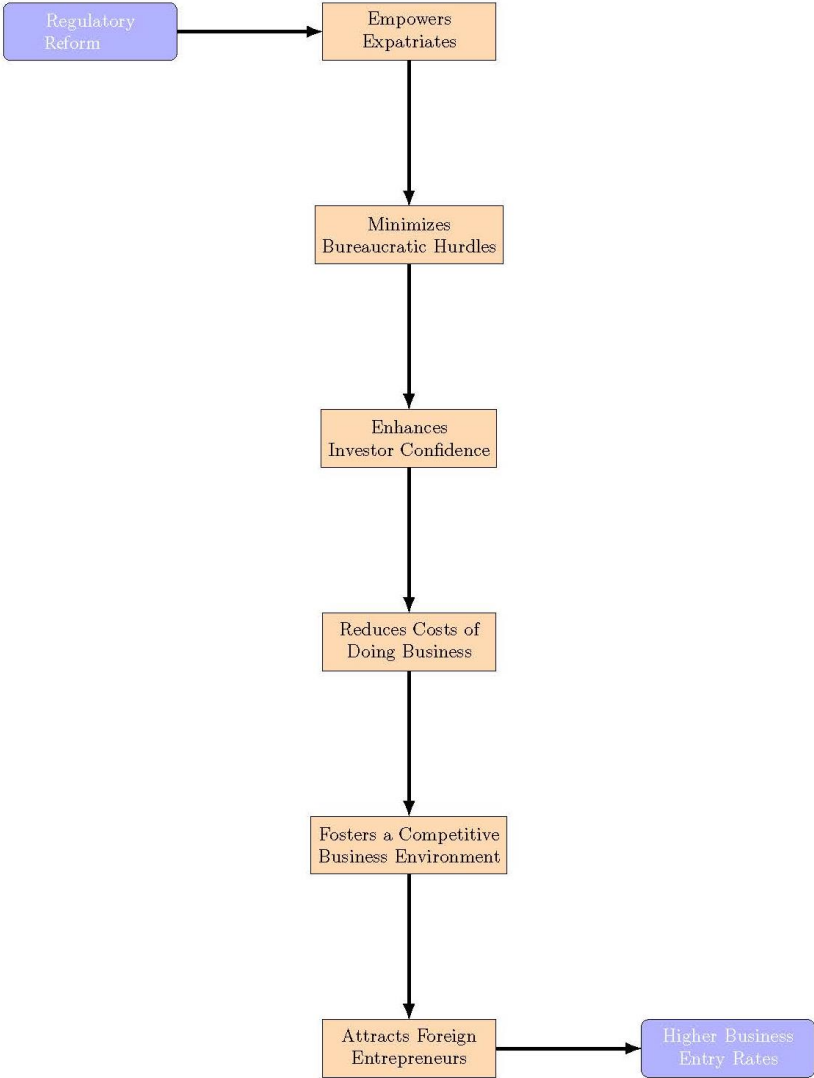 Regulatory
Reform
Empowers
Expatriates
Minimizes
Bureaucratic Hurdles
Enhances
Investor Confidence
Reduces Costs of
Doing Business
Fosters a Competitive
Business Environment
Attracts Foreign
Entrepreneurs
Higher Business
Entry Rates